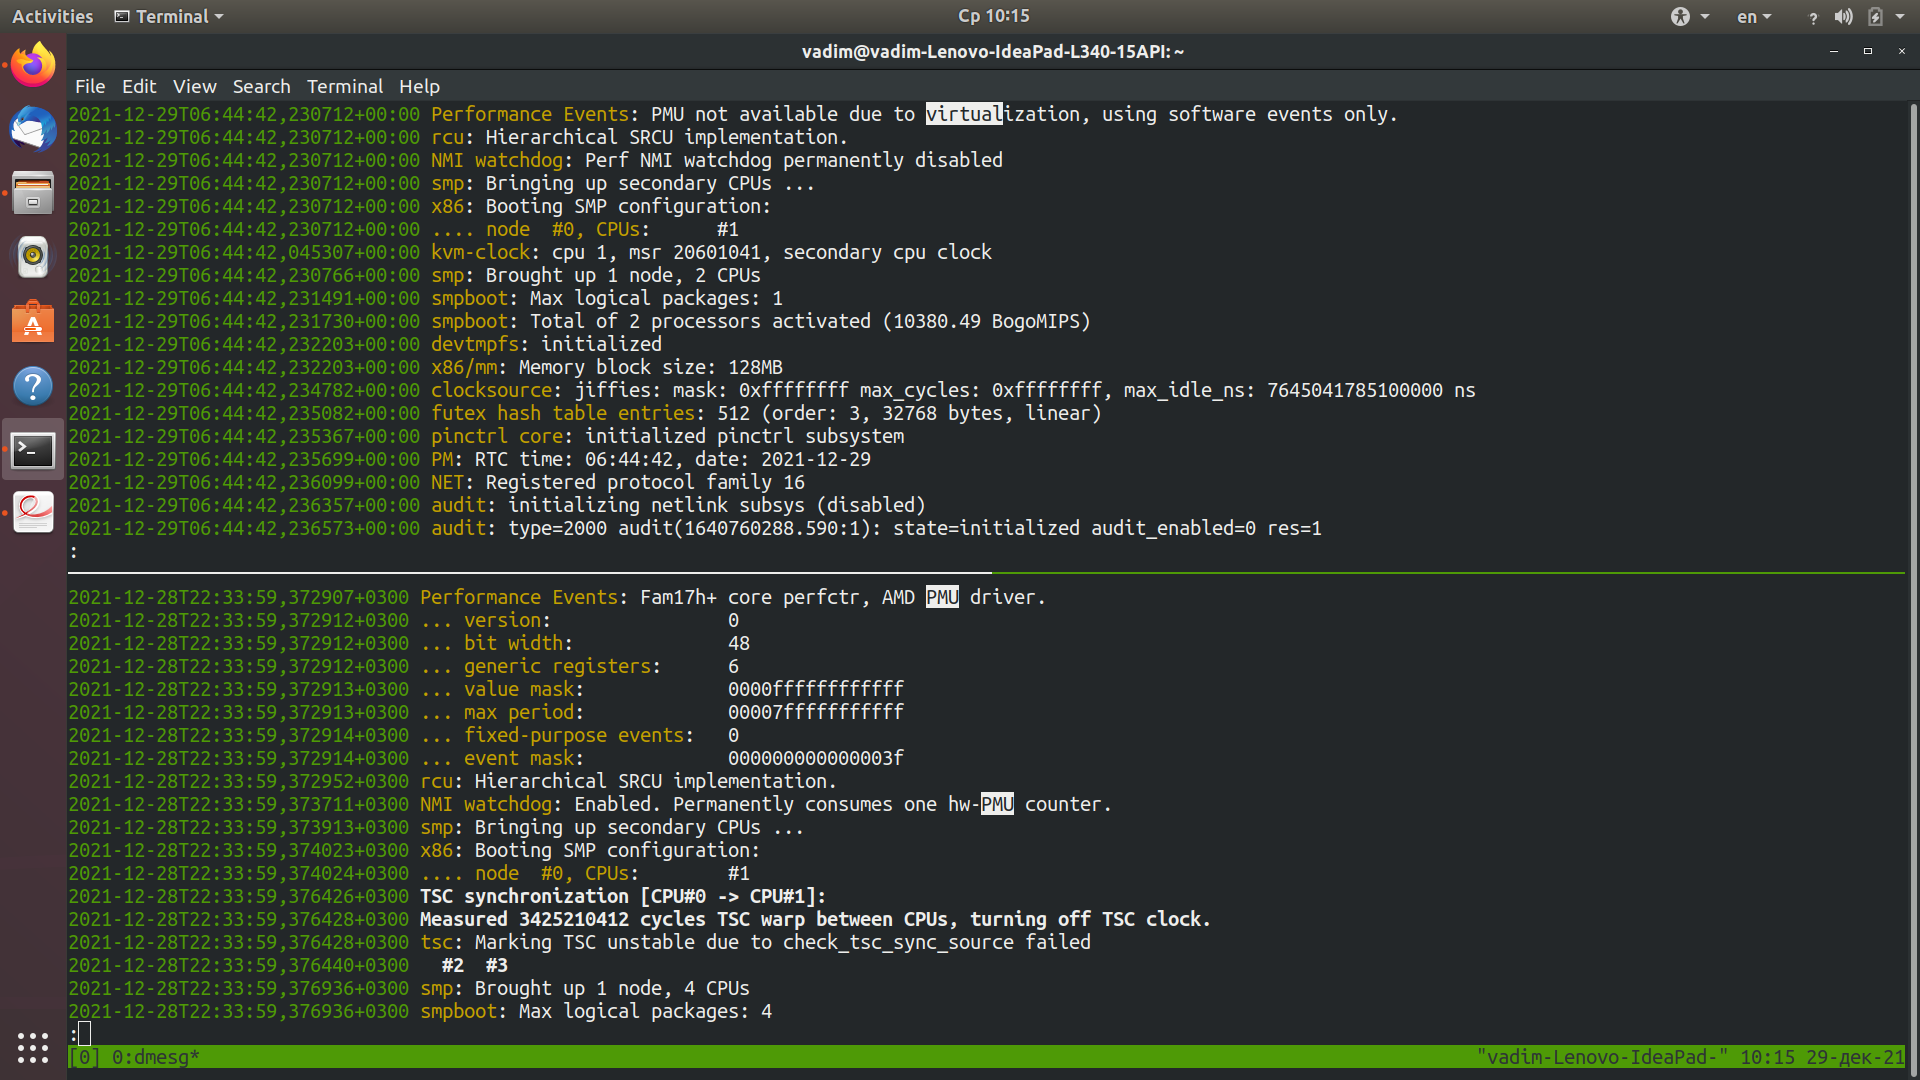 Activities Terminal Ср 10:15 en
vadim@vadim-Lenovo-IdeaPad-L340-15API: ~
File Edit View Search Terminal Help
2021-12-29T06:44:42,230712+00:00 Performance Events: PMU not available due to virtualization, using software events only.
2021-12-29T06:44:42,230712+00:00 rcu: Hierarchical SRCU implementation.
2021-12-29T06:44:42,230712+00:00 NMI watchdog: Perf NMI watchdog permanently disabled
2021-12-29T06:44:42,230712+00:00 smp: Bringing up secondary CPUs ...
2021-12-29T06:44:42,230712+00:00 x86: Booting SMP configuration:
2021-12-29T06:44:42,230712+00:00 .... node  #0, CPUs:      #1
2021-12-29T06:44:42,045307+00:00 kvm-clock: cpu 1, msr 20601041, secondary cpu clock
2021-12-29T06:44:42,230766+00:00 smp: Brought up 1 node, 2 CPUs
2021-12-29T06:44:42,231491+00:00 smpboot: Max logical packages: 1
2021-12-29T06:44:42,231730+00:00 smpboot: Total of 2 processors activated (10380.49 BogoMIPS)
2021-12-29T06:44:42,232203+00:00 devtmpfs: initialized
2021-12-29T06:44:42,232203+00:00 x86/mm: Memory block size: 128MB
2021-12-29T06:44:42,234782+00:00 clocksource: jiffies: mask: 0xffffffff max_cycles: 0xffffffff, max_idle_ns: 7645041785100000 ns
2021-12-29T06:44:42,235082+00:00 futex hash table entries: 512 (order: 3, 32768 bytes, linear)
2021-12-29T06:44:42,235367+00:00 pinctrl core: initialized pinctrl subsystem
2021-12-29T06:44:42,235699+00:00 PM: RTC time: 06:44:42, date: 2021-12-29
2021-12-29T06:44:42,236099+00:00 NET: Registered protocol family 16
2021-12-29T06:44:42,236357+00:00 audit: initializing netlink subsys (disabled)
2021-12-29T06:44:42,236573+00:00 audit: type=2000 audit(1640760288.590:1): state=initialized audit_enabled=0 res=1
:
2021-12-28T22:33:59,372907+0300 Performance Events: Fam17h+ core perfctr, AMD PMU driver.
2021-12-28T22:33:59,372912+0300 ... version:                0
2021-12-28T22:33:59,372912+0300 ... bit width:              48
2021-12-28T22:33:59,372912+0300 ... generic registers:      6
2021-12-28T22:33:59,372913+0300 ... value mask:             0000ffffffffffff
2021-12-28T22:33:59,372913+0300 ... max period:             00007fffffffffff
2021-12-28T22:33:59,372914+0300 ... fixed-purpose events:   0
2021-12-28T22:33:59,372914+0300 ... event mask:             000000000000003f
2021-12-28T22:33:59,372952+0300 rcu: Hierarchical SRCU implementation.
2021-12-28T22:33:59,373711+0300 NMI watchdog: Enabled. Permanently consumes one hw-PMU counter.
2021-12-28T22:33:59,373913+0300 smp: Bringing up secondary CPUs ...
2021-12-28T22:33:59,374023+0300 x86: Booting SMP configuration:
2021-12-28T22:33:59,374024+0300 .... node  #0, CPUs:        #1
2021-12-28T22:33:59,376426+0300 TSC synchronization [CPU#0 -> CPU#1]:
2021-12-28T22:33:59,376428+0300 Measured 3425210412 cycles TSC warp between CPUs, turning off TSC clock.
2021-12-28T22:33:59,376428+0300 tsc: Marking TSC unstable due to check_tsc_sync_source failed
2021-12-28T22:33:59,376440+0300   #2  #3
2021-12-28T22:33:59,376936+0300 smp: Brought up 1 node, 4 CPUs
2021-12-28T22:33:59,376936+0300 smpboot: Max logical packages: 4
:
[0] 0:dmesg* "vadim-Lenovo-IdeaPad-" 10:15 29-дек-21